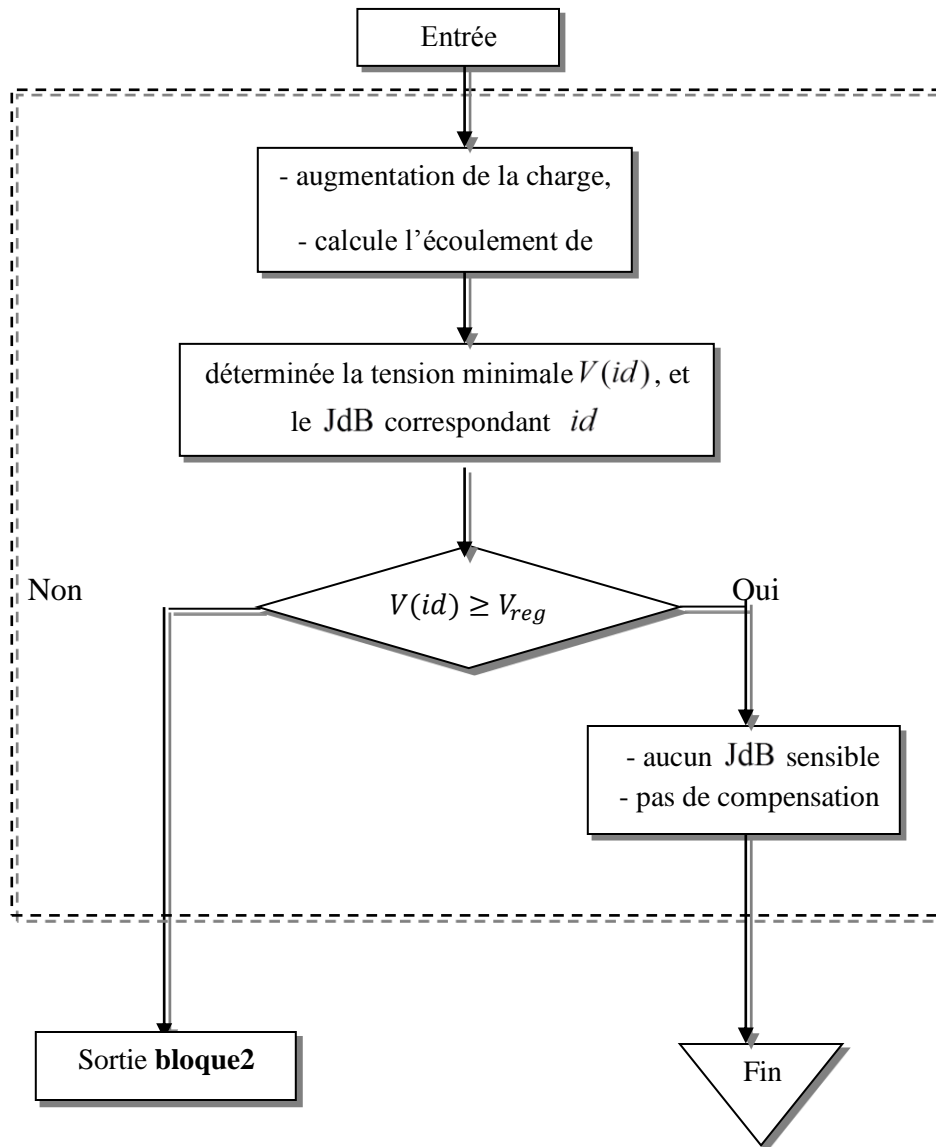 Entrée
- augmentation de la charge,
- calcule l’écoulement de
déterminée la tension minimale V(id), et
le JdB correspondant id
Non
V(id) ≥ Vreg
Oui
- aucun JdB sensible
- pas de compensation
Sortie bloque2
Fin